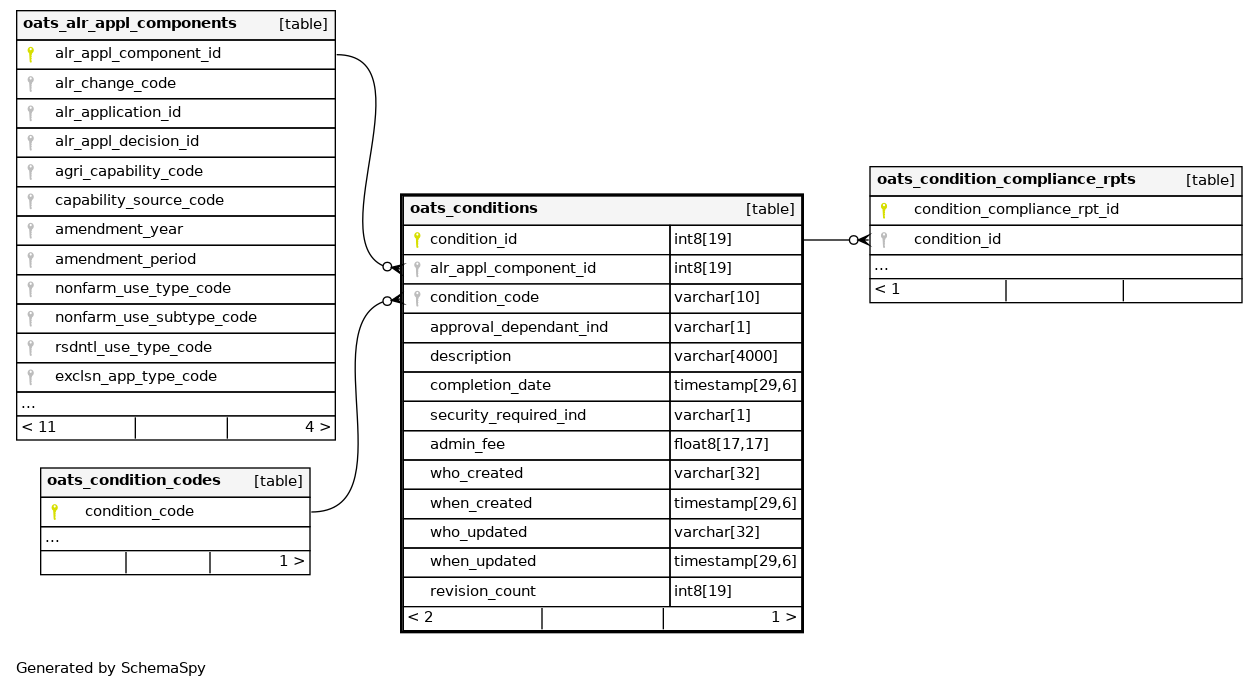 oats_alr_appl_components [table]
alr_appl_component_id
alr_change_code
alr_application_id
alr_appl_decision_id
agri_capability_code
capability_source_code
amendment_year
amendment_period
nonfarm_use_type_code
nonfarm_use_subtype_code
rsdntl_use_type_code
exclsn_app_type_code
...
< 11 4 >
oats_condition_codes [table]
condition_code
...
1 >
oats_conditions [table]
condition_id int8[19]
alr_appl_component_id int8[19]
condition_code varchar[10]
approval_dependant_ind varchar[1]
description varchar[4000]
completion_date timestamp[29,6]
security_required_ind varchar[1]
admin_fee float8[17,17]
who_created varchar[32]
when_created timestamp[29,6]
who_updated varchar[32]
when_updated timestamp[29,6]
revision_count int8[19]
< 2 1 >
oats_condition_compliance_rpts [table]
condition_compliance_rpt_id
condition_id
...
< 1
Generated by SchemaSpy